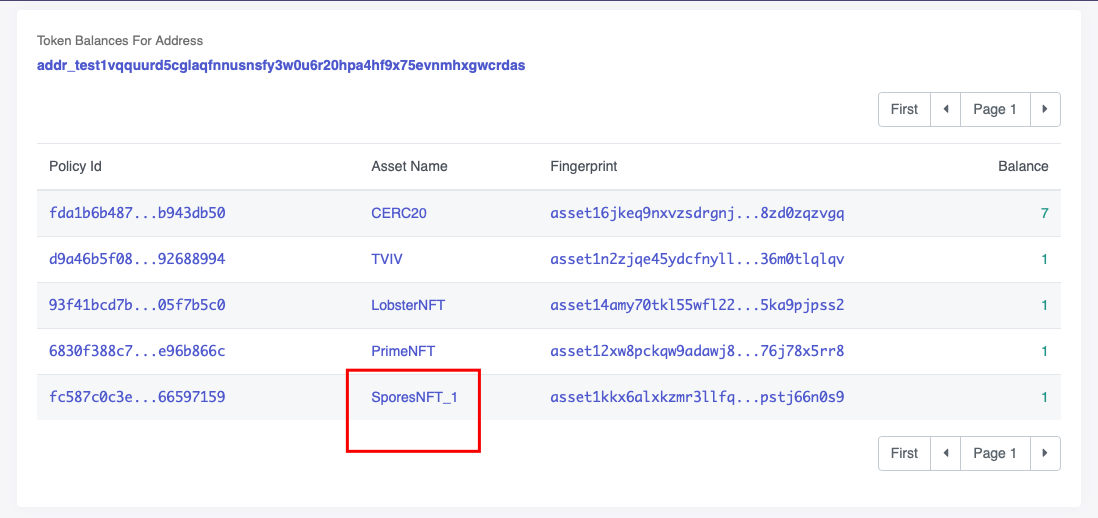 Token Balances For Address
addr_test1vqquurd5cglaqfnnusnsfy3w0u6r20hpa4hf9x75evnmhxgwcrdas
First Page 1
Policy Id Asset Name Fingerprint Balance
fda1b6b487...b943db50 CERC20 asset16jkeq9nxvzsdrgnj...8zd0zqzvgq 7
d9a46b5f08...92688994 TVIV asset1n2zjqe45ydcfnyll...36m0tlqlqv 1
93f41bcd7b...05f7b5c0 LobsterNFT asset14amy70tkl55wfl22...5ka9pjpss2 1
6830f388c7...e96b866c PrimeNFT asset12xw8pckqw9adawj8...76j78x5rr8 1
fc587c0c3e...66597159 SporesNFT_1 asset1kkx6alxkzmr3llfq...pstj66n0s9 1
First Page 1